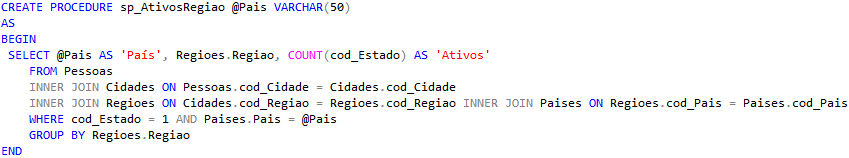 CREATE PROCEDURE sp_AtivosRegiao @Pais VARCHAR(50)
AS
BEGIN
SELECT @Pais AS 'País', Regioes.Regiao, COUNT(cod_Estado) AS 'Ativos'
FROM Pessoas
INNER JOIN Cidades ON Pessoas.cod_Cidade = Cidades.cod_Cidade
INNER JOIN Regioes ON Cidades.cod_Regiao = Regioes.cod_Regiao INNER JOIN Paises ON Regioes.cod_Pais = Paises.cod_Pais
WHERE cod_Estado = 1 AND Paises.Pais = @Pais
GROUP BY Regioes.Regiao
END